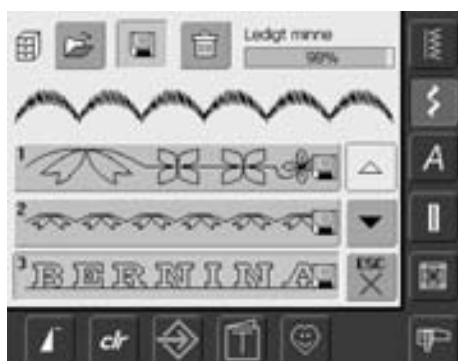 Ledigt minne
99%
1
2
3 BERNINA
ESC
A
clr